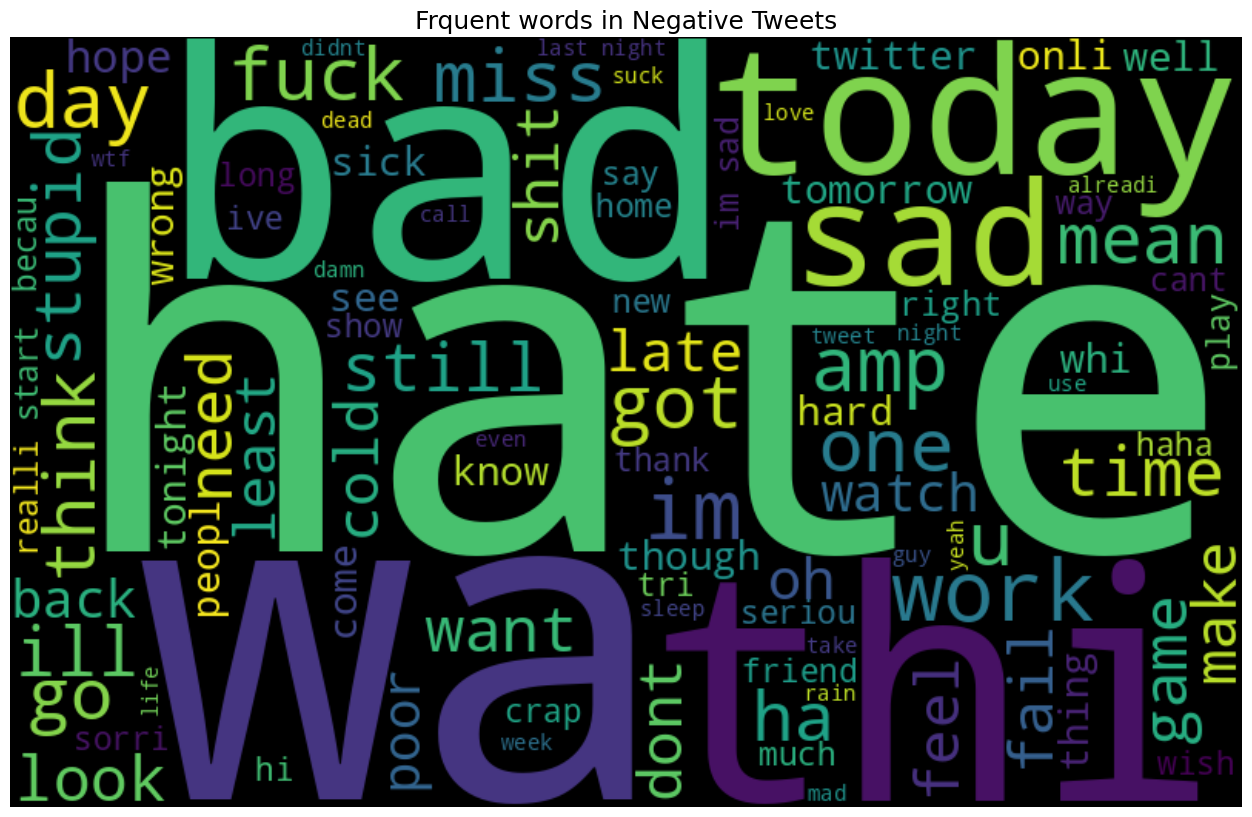 Frquent words in Negative Tweets
hope
didnt
last night
twitter
onli
well
day
fuck
miss
suck
today
bad
dead
love
wtf
sick
shit
im sad
stupid
long
say
tomorrow
alreadi
wrong
ive
call
home
sad
way
mean
becau
damn
hate
cant
see
new
right
show
tweet
night
play
start
late
whi
still
amp
use
think
need
least
cold
got
hard
tonight
even
one
haha
realli
know
thank
time
peopl
im
watch
come
though
guy
yeah
u
back
tri
oh
work
make
sleep
seriou
ill
want
wa
thi
take
game
go
life
poor
dont
friend
feel
fail
thing
rain
sorri
crap
ha
look
hi
week
much
wish
mad